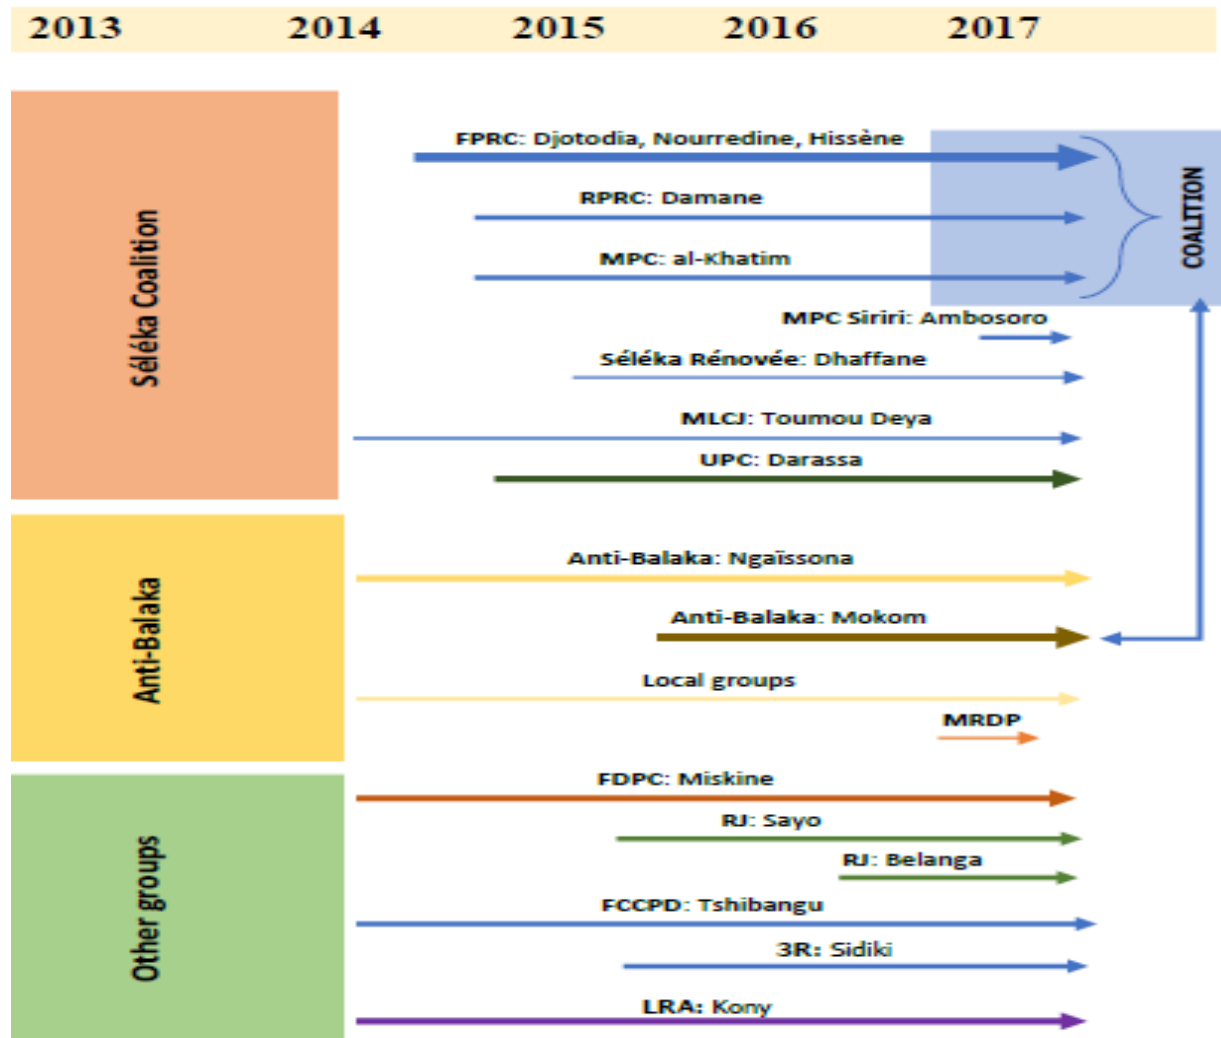 2013 2014 2015 2016 2017
Séléka Coalition
FPRC: Djotodia, Nourredine, Hissène
RPRC: Damane
MPC: al-Khatim
COALITION
MPC Siriri: Ambosoro
Séléka Rénovée: Dhaffane
MLCJ: Toumou Deya
UPC: Darassa
Anti-Balaka
Anti-Balaka: Ngaïssona
Anti-Balaka: Mokom
Local groups
MRDP
Other groups
FDPC: Miskine
RJ: Sayo
RJ: Belanga
FCCPD: Tshibangu
3R: Sidiki
LRA: Kony